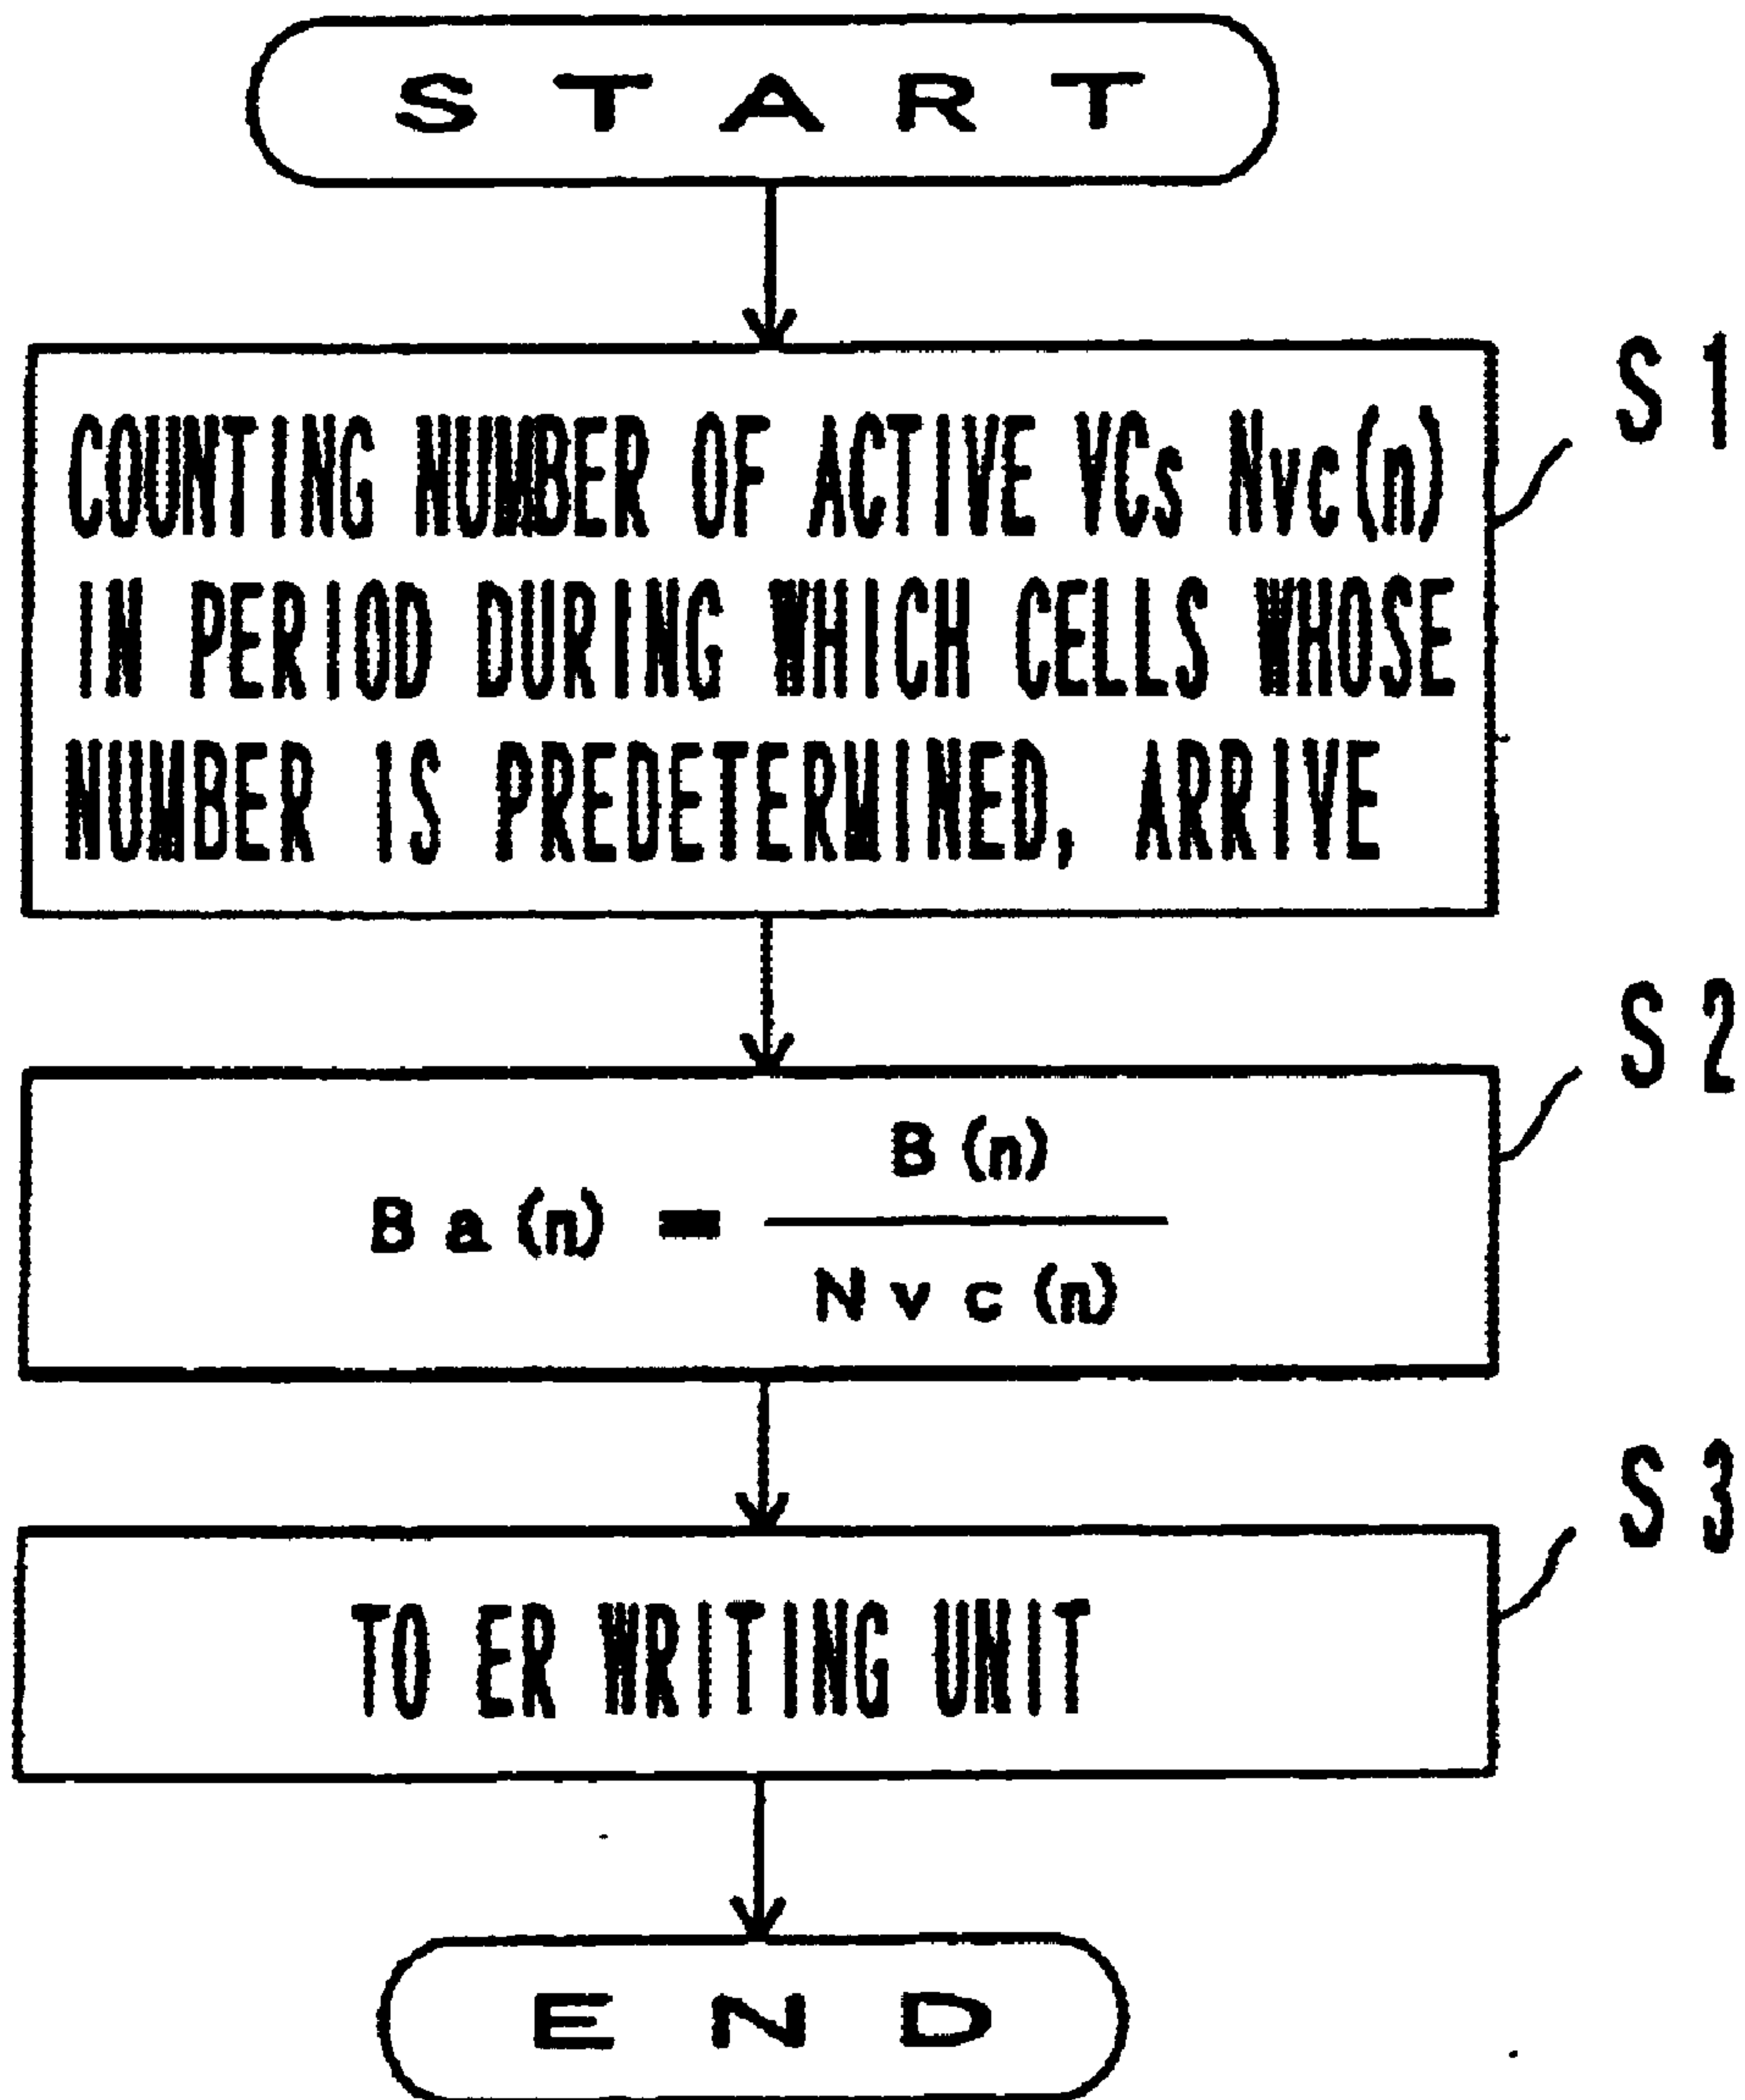 START
S1
COUNTING NUMBER OF ACTIVE VCs Nvc(n)
IN PERIOD DURING WHICH CELLS WHOSE
NUMBER IS PREDETERMINED, ARRIVE
S2
B(n)
Ba(n) =
Nvc(n)
S3
TO ER WRITING UNIT
END